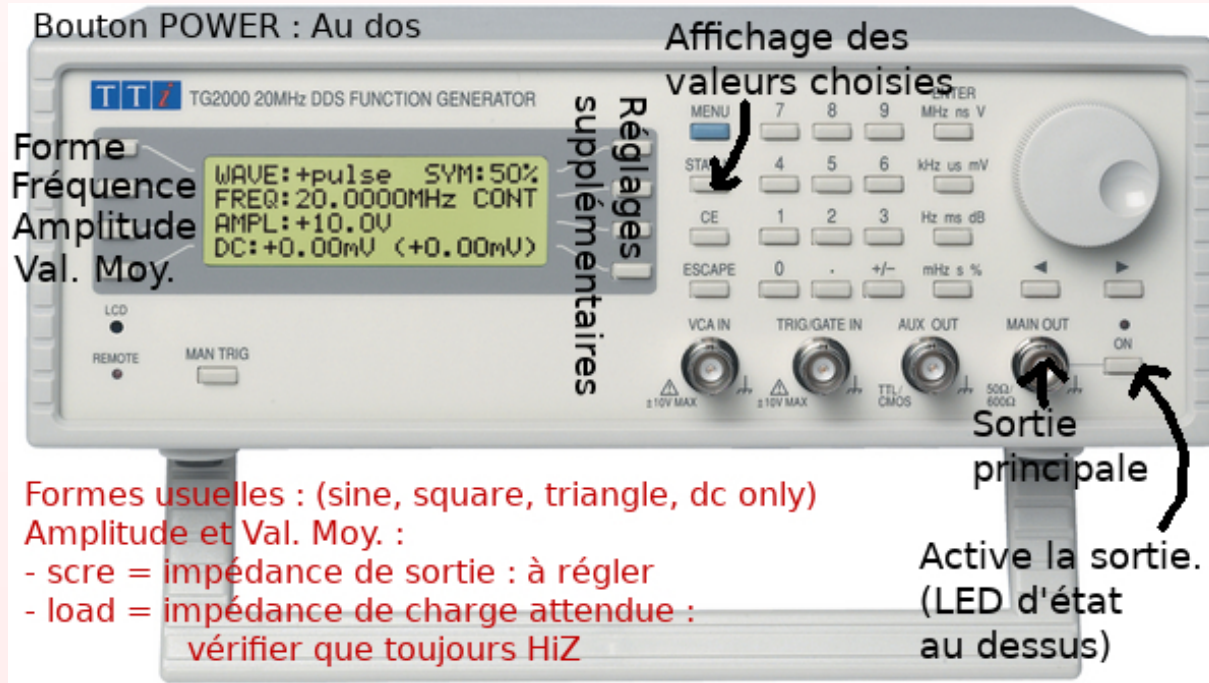 Bouton POWER : Au dos
Affichage des
valeurs choisies
TTi TG2000 20MHz DDS FUNCTION GENERATOR
Forme
Fréquence
Amplitude
Val. Moy.
WAVE:+pulse SYM:50%
FREQ:20.0000MHz CONT
AMPL:+10.0V
DC:+0.00mV (+0.00mV)
Réglages
supplémentaires
LCD
REMOTE
MAN TRIG
ENTER
MENU 7 8 9 MHz ns V
4 5 6 kHz us mV
CE 1 2 3 Hz ms dB
ESCAPE 0 . +/− mHz s %
◄ ►
VCA IN TRIG/GATE IN AUX OUT MAIN OUT
ON
±10V MAX ±10V MAX TTL/CMOS 50Ω/600Ω
Sortie
principale
Active la sortie.
(LED d'état
au dessus)
Formes usuelles : (sine, square, triangle, dc only)
Amplitude et Val. Moy. :
- scre = impédance de sortie : à régler
- load = impédance de charge attendue :
vérifier que toujours HiZ